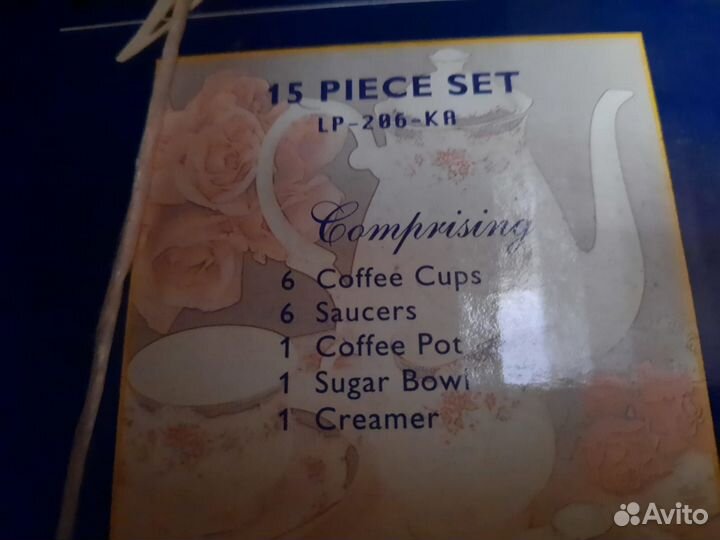 15 PIECE SET
LP-206-KA
Comprising
6 Coffee Cups
6 Saucers
1 Coffee Pot
1 Sugar Bowl
1 Creamer
Avito